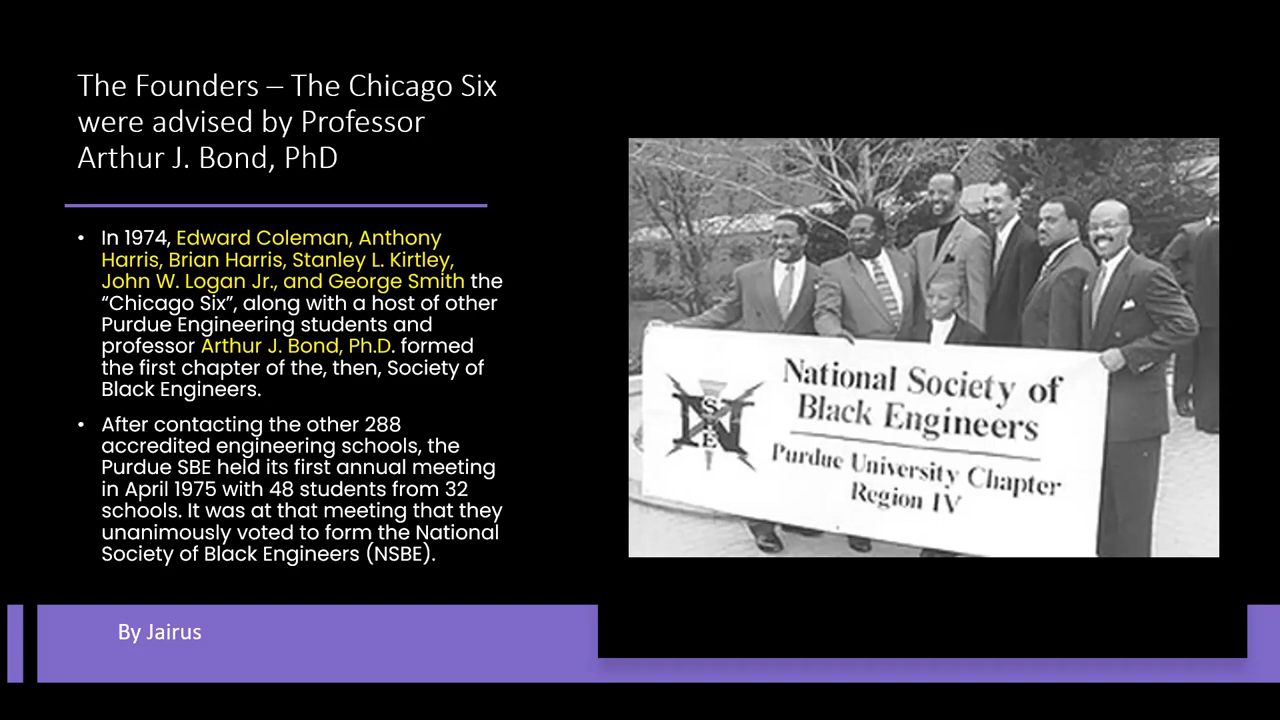 The Founders – The Chicago Six
were advised by Professor
Arthur J. Bond, PhD
• In 1974, Edward Coleman, Anthony
Harris, Brian Harris, Stanley L. Kirtley,
John W. Logan Jr., and George Smith the
“Chicago Six”, along with a host of other
Purdue Engineering students and
professor Arthur J. Bond, Ph.D. formed
the first chapter of the, then, Society of
Black Engineers.
• After contacting the other 288
accredited engineering schools, the
Purdue SBE held its first annual meeting
in April 1975 with 48 students from 32
schools. It was at that meeting that they
unanimously voted to form the National
Society of Black Engineers (NSBE).
National Society of
Black Engineers
Purdue University Chapter
Region IV
N
S
B
E
By Jairus